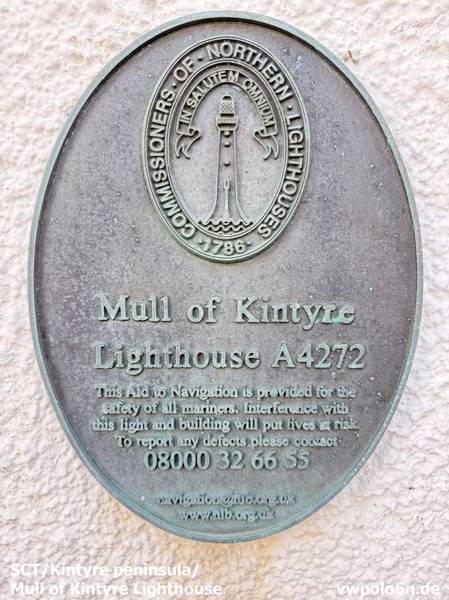 COMMISSIONERS · OF · NORTHERN · LIGHTHOUSES
IN SALUTEM OMNIUM
· 1786 ·
Mull of Kintyre
Lighthouse A4272
This Aid to Navigation is provided for the
safety of all mariners. Interference with
this light and building will put lives at risk.
To report any defects please contact
08000 32 66 55
navigation@nlb.org.uk
www.nlb.org.uk
SCT/Kintyre peninsula/
Mull of Kintyre Lighthouse
vwpolo6n.de